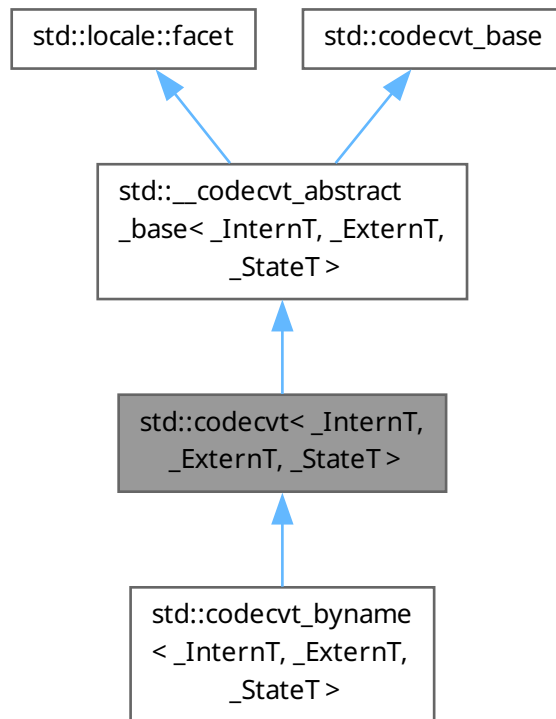 std::locale::facet
std::codecvt_base
std::__codecvt_abstract
_base< _InternT, _ExternT,
_StateT >
std::codecvt< _InternT,
_ExternT, _StateT >
std::codecvt_byname
< _InternT, _ExternT,
_StateT >